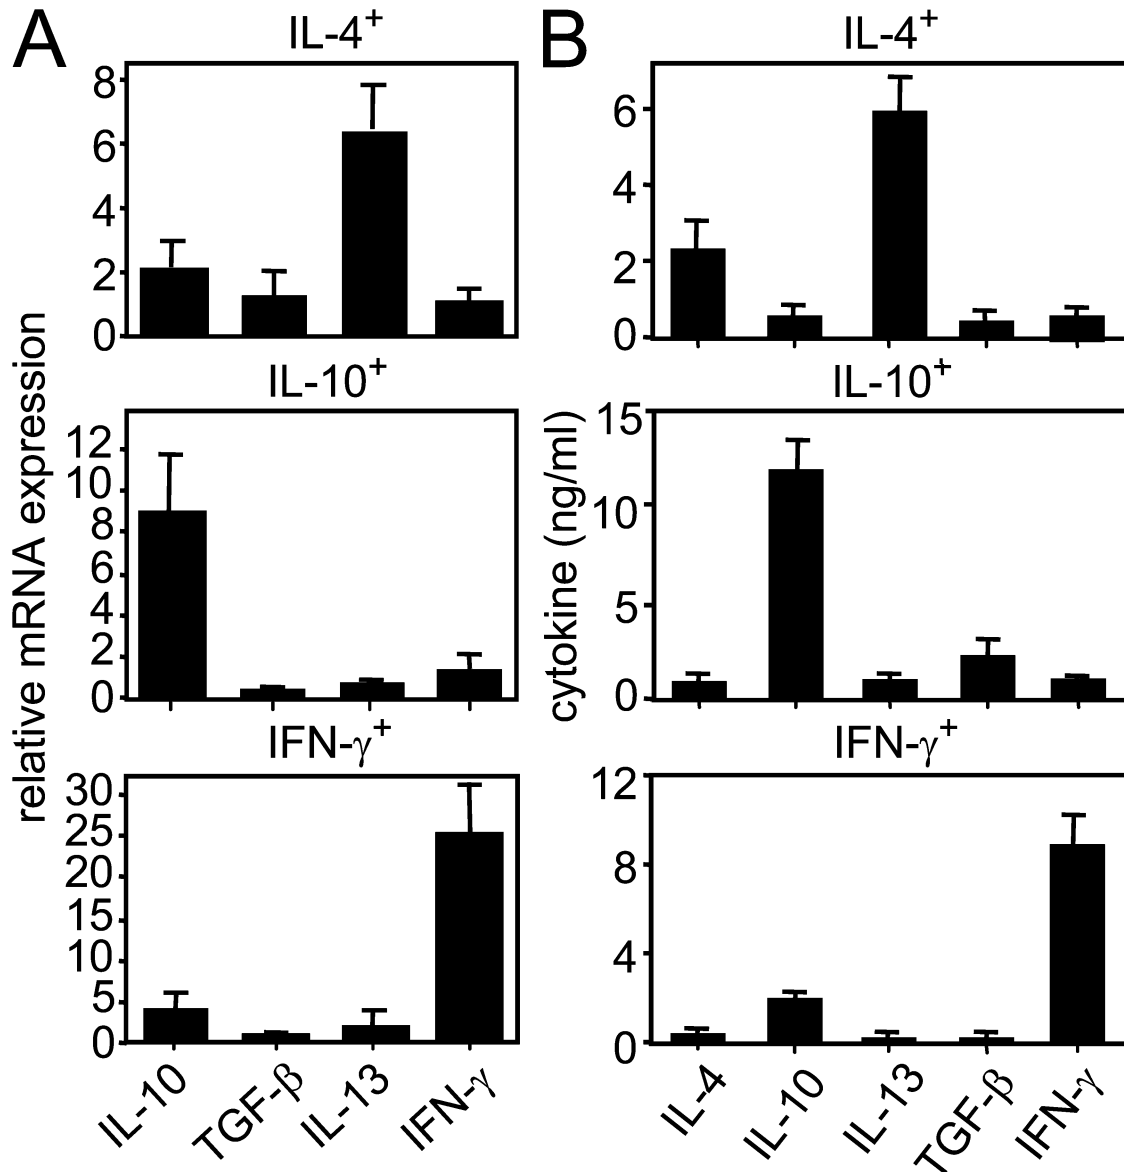 A
IL-4⁺
8
6
4
2
0
IL-10⁺
12
10
8
6
4
2
0
IFN-γ⁺
30
25
20
15
10
5
0
relative mRNA expression
IL-10
TGF-β
IL-13
IFN-γ
B
IL-4⁺
6
4
2
0
IL-10⁺
15
10
5
0
IFN-γ⁺
12
8
4
0
cytokine (ng/ml)
IL-4
IL-10
IL-13
TGF-β
IFN-γ